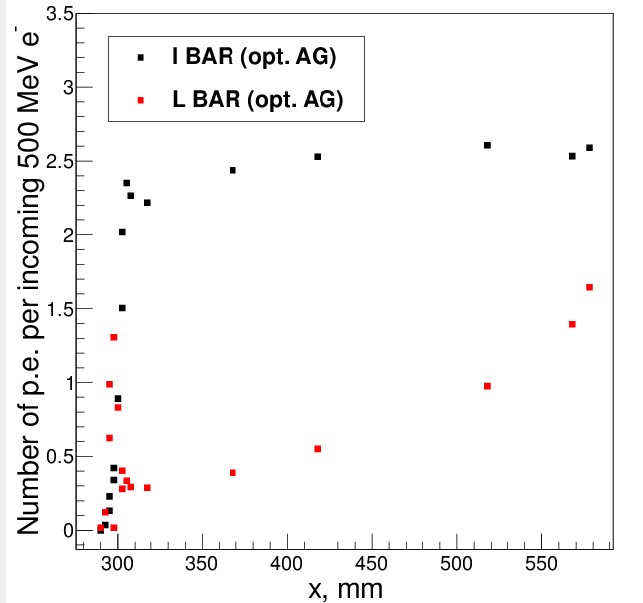 Number of p.e. per incoming 500 MeV e⁻
3.5
3
2.5
2
1.5
1
0.5
0
I BAR (opt. AG)
L BAR (opt. AG)
300 350 400 450 500 550
x, mm